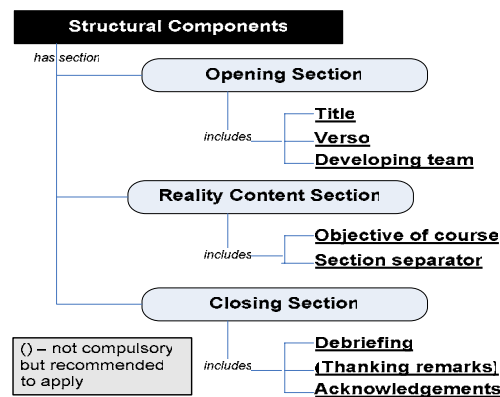 Structural Components
has section
Opening Section
includes
Title
Verso
Developing team
Reality Content Section
includes
Objective of course
Section separator
Closing Section
includes
Debriefing
(Thanking remarks)
Acknowledgements
() – not compulsory
but recommended
to apply